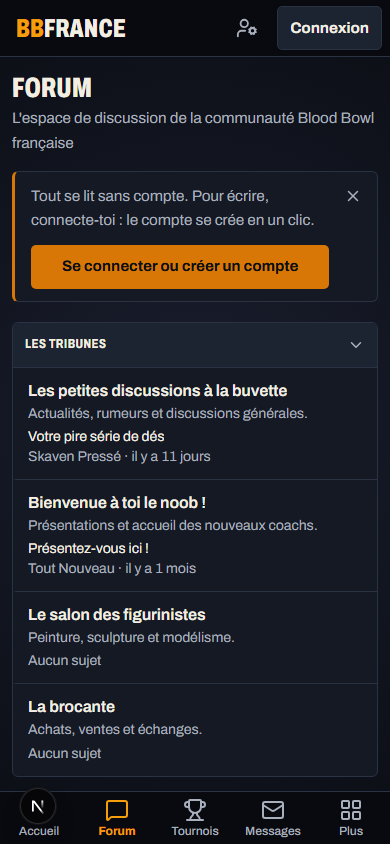 BBFRANCE
Connexion
FORUM
L'espace de discussion de la communauté Blood Bowl
française
Tout se lit sans compte. Pour écrire,
connecte-toi : le compte se crée en un clic.
Se connecter ou créer un compte
LES TRIBUNES
Les petites discussions à la buvette
Actualités, rumeurs et discussions générales.
Votre pire série de dés
Skaven Pressé · il y a 11 jours
Bienvenue à toi le noob !
Présentations et accueil des nouveaux coachs.
Présentez-vous ici !
Tout Nouveau · il y a 1 mois
Le salon des figurinistes
Peinture, sculpture et modélisme.
Aucun sujet
La brocante
Achats, ventes et échanges.
Aucun sujet
N
Accueil
Forum
Tournois
Messages
Plus